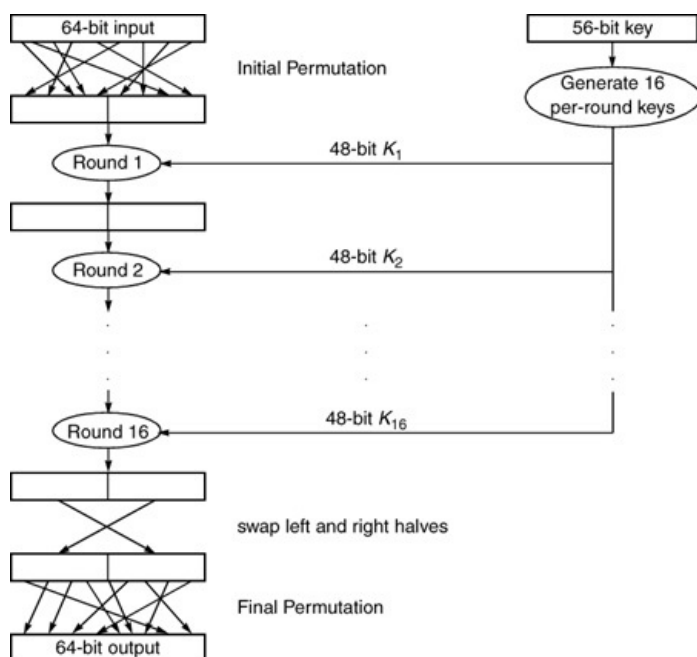 64-bit input
56-bit key
Initial Permutation
Generate 16
per-round keys
Round 1
48-bit K1
Round 2
48-bit K2
Round 16
48-bit K16
swap left and right halves
Final Permutation
64-bit output